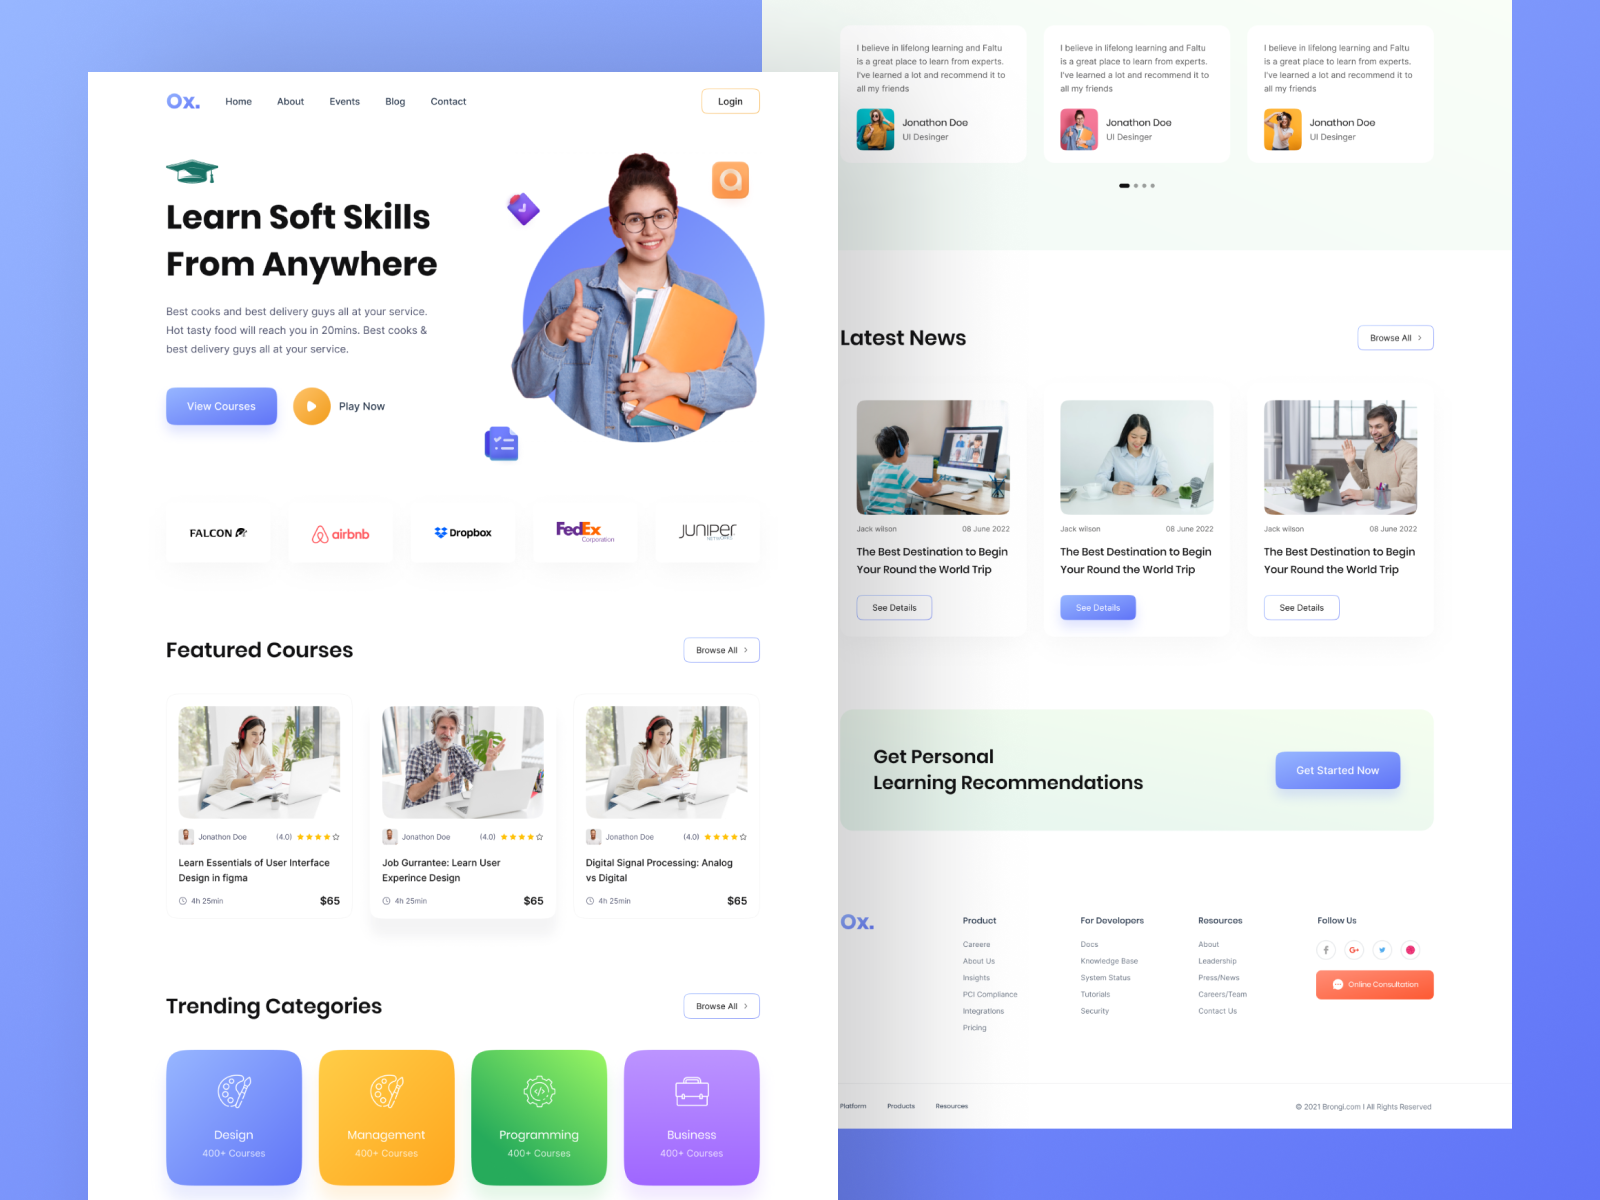 Ox.
Home
About
Events
Blog
Contact
Login
Learn Soft Skills
From Anywhere
Best cooks and best delivery guys all at your service.
Hot tasty food will reach you in 20mins. Best cooks &
best delivery guys all at your service.
View Courses
Play Now
FALCON
airbnb
Dropbox
FedEx
Corporation
JUNIPER
NETWORKS
Featured Courses
Browse All
Jonathon Doe
(4.0)
Learn Essentials of User Interface
Design in figma
4h 25min
$65
Jonathon Doe
(4.0)
Job Gurrantee: Learn User
Experince Design
4h 25min
$65
Jonathon Doe
(4.0)
Digital Signal Processing: Analog
vs Digital
4h 25min
$65
Trending Categories
Browse All
Design
400+ Courses
Management
400+ Courses
Programming
400+ Courses
Business
400+ Courses
I believe in lifelong learning and Faltu
is a great place to learn from experts.
I've learned a lot and recommend it to
all my friends
Jonathon Doe
UI Desinger
I believe in lifelong learning and Faltu
is a great place to learn from experts.
I've learned a lot and recommend it to
all my friends
Jonathon Doe
UI Desinger
I believe in lifelong learning and Faltu
is a great place to learn from experts.
I've learned a lot and recommend it to
all my friends
Jonathon Doe
UI Desinger
Latest News
Browse All
Jack wilson
08 June 2022
The Best Destination to Begin
Your Round the World Trip
See Details
Jack wilson
08 June 2022
The Best Destination to Begin
Your Round the World Trip
See Details
Jack wilson
08 June 2022
The Best Destination to Begin
Your Round the World Trip
See Details
Get Personal
Learning Recommendations
Get Started Now
Ox.
Product
Careere
About Us
Insights
PCI Compliance
Integrations
Pricing
For Developers
Docs
Knowledge Base
System Status
Tutorials
Security
Resources
About
Leadership
Press/News
Careers/Team
Contact Us
Follow Us
Online Consultation
Platform
Products
Resources
© 2021 Brongi.com I All Rights Reserved